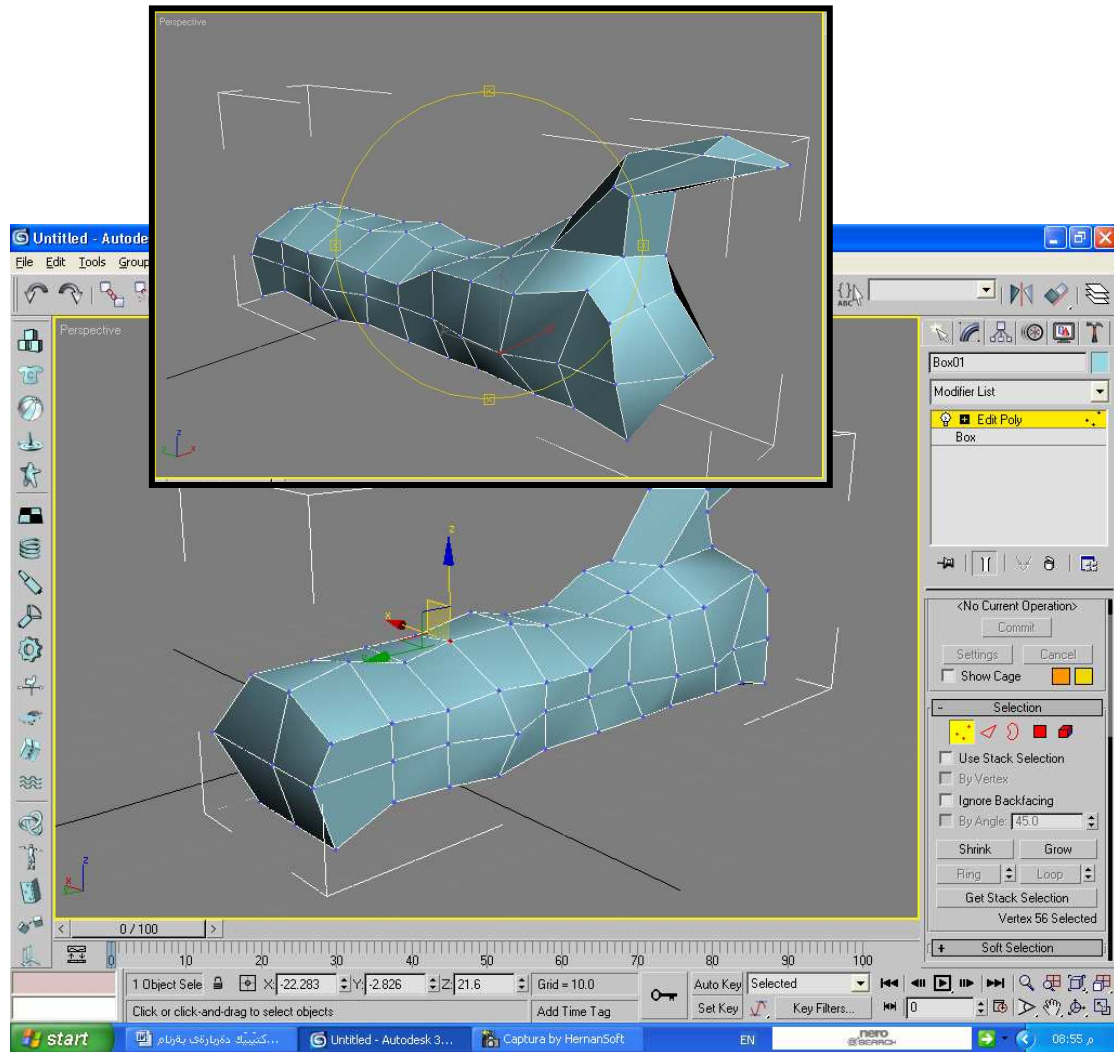 Perspective
Untitled - Autode
File Edit Tools Group
Perspective
Box01
Modifier List
Edit Poly
Box
<No Current Operation>
Commit
Settings Cancel
Show Cage
- Selection
Use Stack Selection
By Vertex
Ignore Backfacing
By Angle: 45.0
Shrink Grow
Ring Loop
Get Stack Selection
Vertex 56 Selected
+ Soft Selection
< 0 / 100 >
0 10 20 30 40 50 60 70 80 90 100
1 Object Sele X: -22.283 Y: -2.826 Z: 21.6 Grid = 10.0 Auto Key Selected
Click or click-and-drag to select objects Add Time Tag Set Key Key Filters... 0
start Untitled - Autodesk 3... Captura by HernanSoft EN nero SEARCH 08:55 م